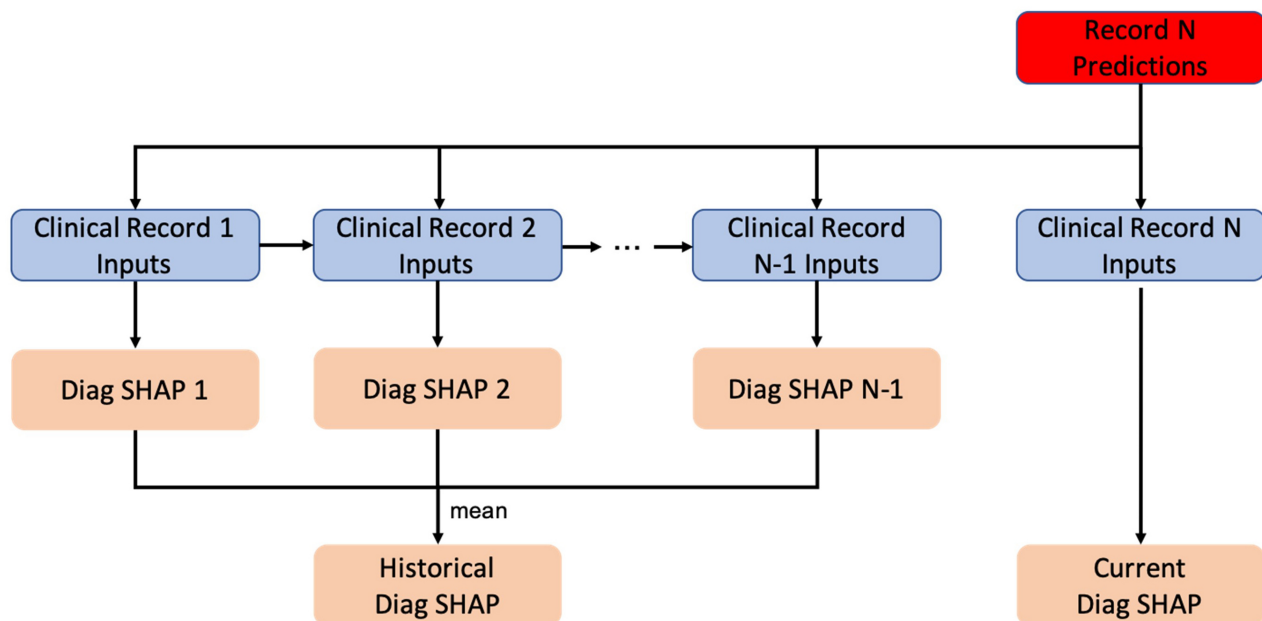 Record N
Predictions
Clinical Record 1
Inputs
Clinical Record 2
Inputs
...
Clinical Record
N-1 Inputs
Clinical Record N
Inputs
Diag SHAP 1
Diag SHAP 2
Diag SHAP N-1
mean
Historical
Diag SHAP
Current
Diag SHAP